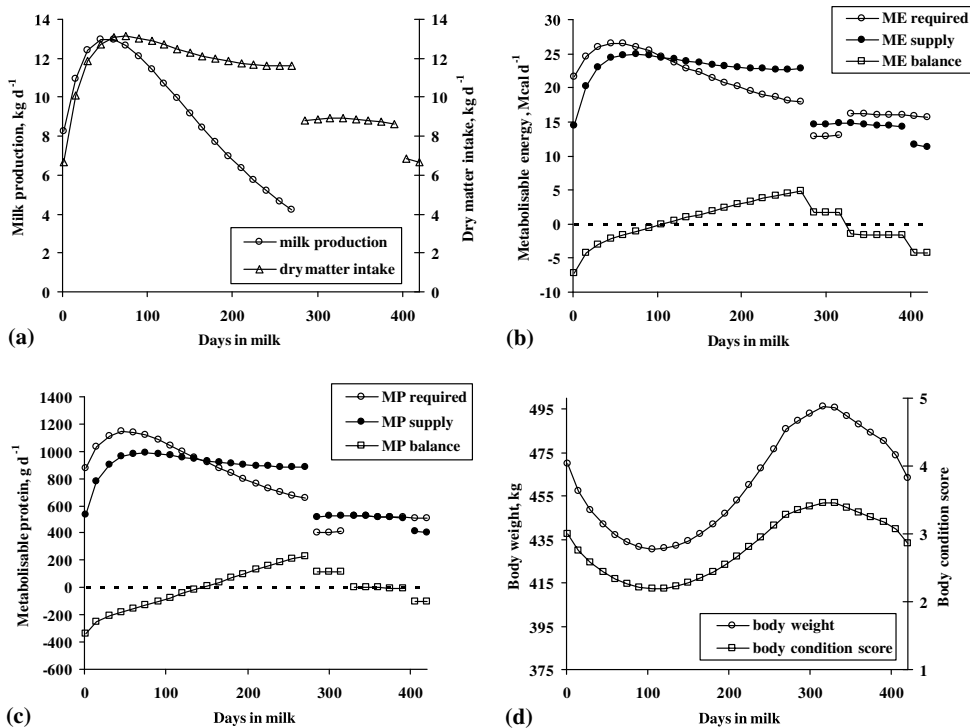 14
12
10
8
6
4
2
0
14
12
10
8
6
4
2
0
Milk production, kg d⁻¹
Dry matter intake, kg d⁻¹
milk production
dry matter intake
0 100 200 300 400
Days in milk
(a)
30
25
20
15
10
5
0
-5
-10
Metabolisable energy, Mcal d⁻¹
ME required
ME supply
ME balance
0 100 200 300 400
Days in milk
(b)
1400
1200
1000
800
600
400
200
0
-200
-400
-600
Metabolisable protein, g d⁻¹
MP required
MP supply
MP balance
0 100 200 300 400
Days in milk
(c)
495
475
455
435
415
395
375
5
4
3
2
1
Body weight, kg
Body condition score
body weight
body condition score
0 100 200 300 400
Days in milk
(d)